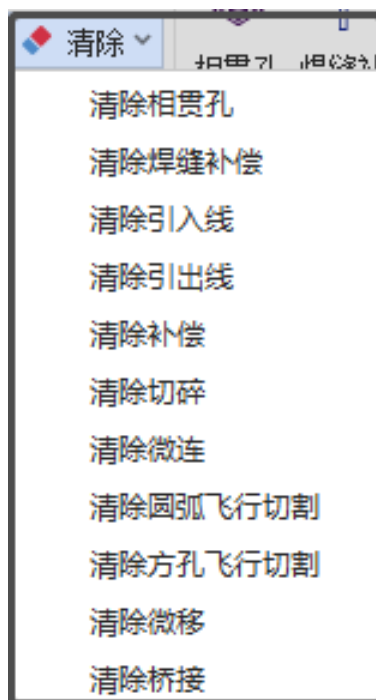 清除
清除相贯孔
清除焊缝补偿
清除引入线
清除引出线
清除补偿
清除切碎
清除微连
清除圆弧飞行切割
清除方孔飞行切割
清除微移
清除桥接